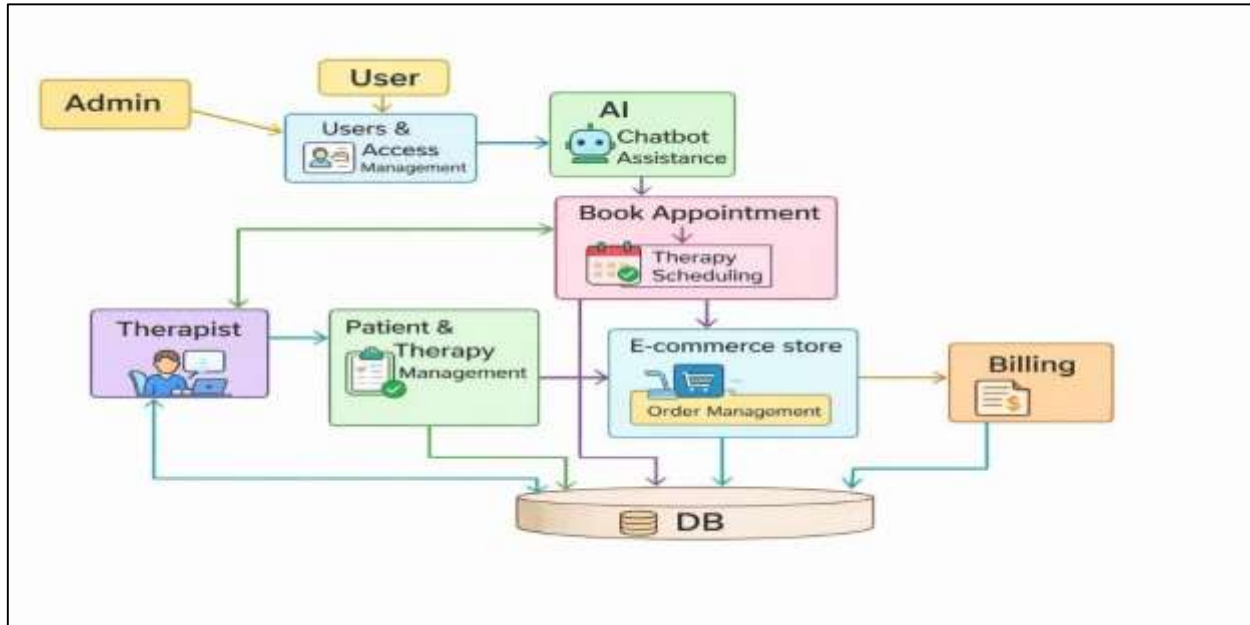 User
Admin
Users &
Access
Management
AI
Chatbot
Assistance
Book Appointment
Therapy
Scheduling
Therapist
Patient &
Therapy
Management
E-commerce store
Order Management
Billing
$
DB